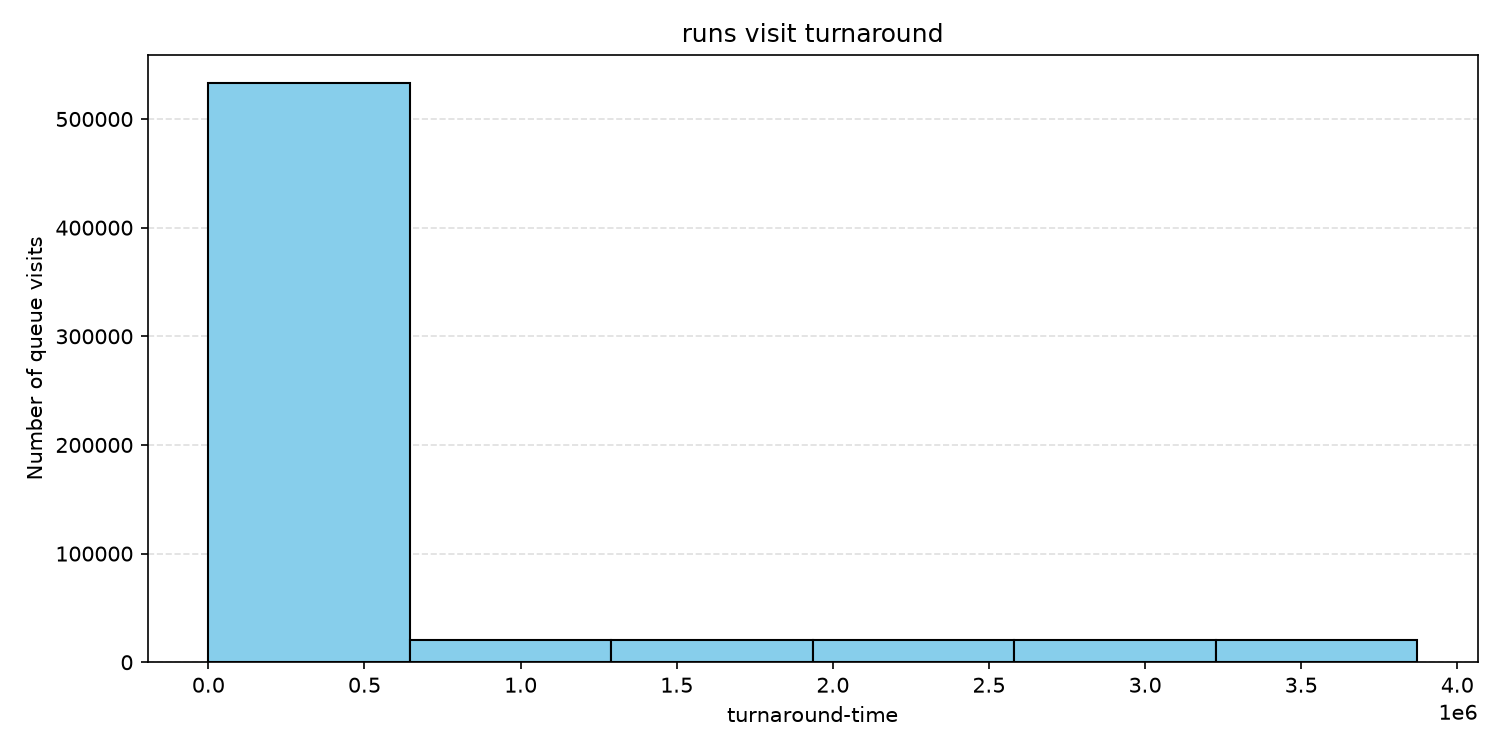 runs visit turnaround
Number of queue visits
500000
400000
300000
200000
100000
0
0.0 0.5 1.0 1.5 2.0 2.5 3.0 3.5 4.0
1e6
turnaround-time